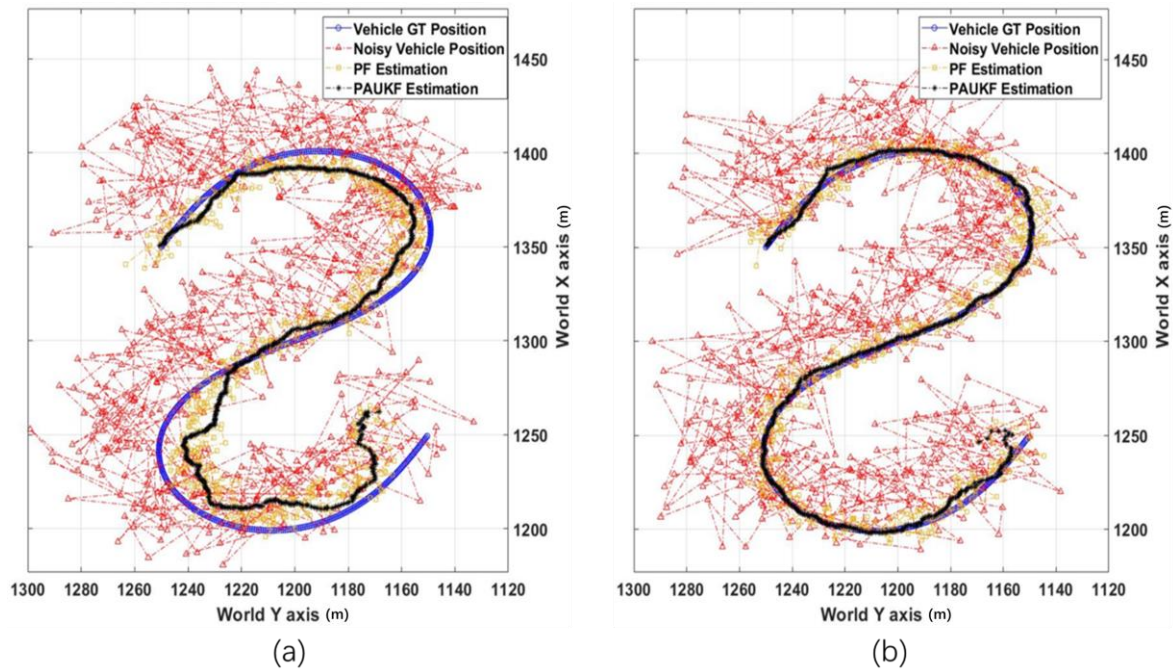 Vehicle GT Position
Noisy Vehicle Position
PF Estimation
PAUKF Estimation
1450
1400
1350
1300
1250
1200
World X axis (m)
1300 1280 1260 1240 1220 1200 1180 1160 1140 1120
World Y axis (m)
(a)
Vehicle GT Position
Noisy Vehicle Position
PF Estimation
PAUKF Estimation
1450
1400
1350
1300
1250
1200
World X axis (m)
1300 1280 1260 1240 1220 1200 1180 1160 1140 1120
World Y axis (m)
(b)